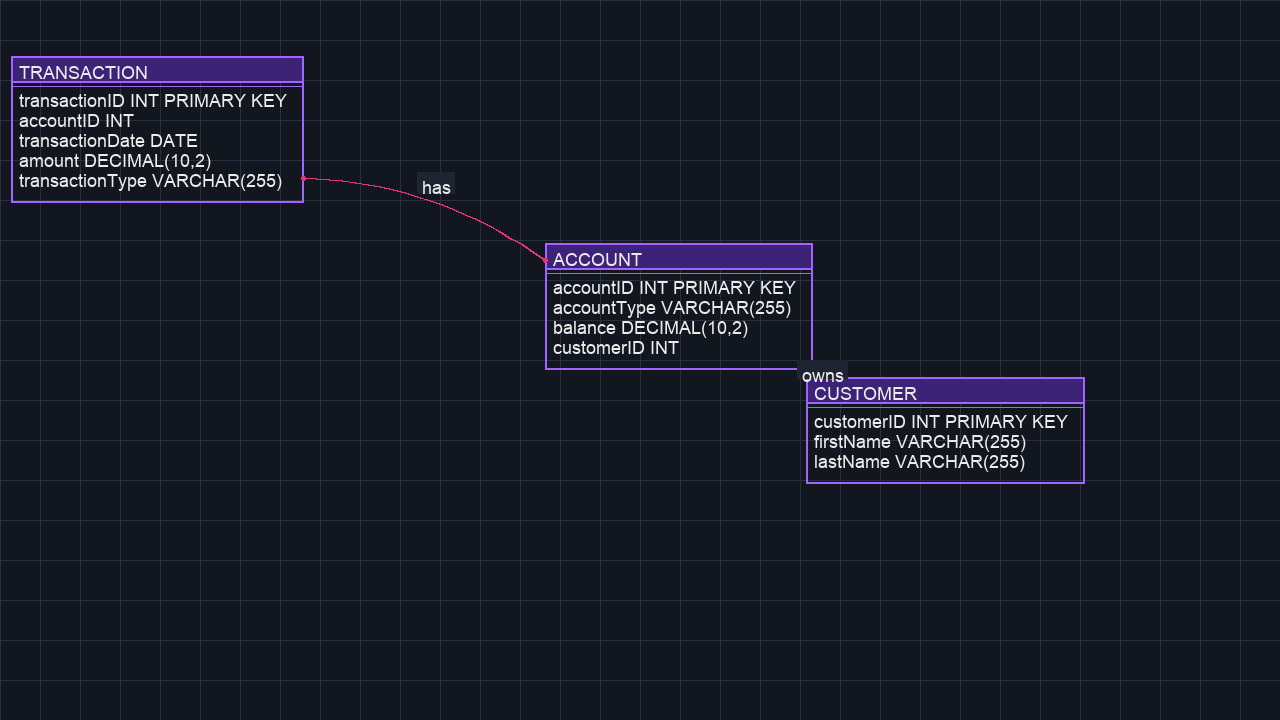 TRANSACTION
transactionID INT PRIMARY KEY
accountID INT
transactionDate DATE
amount DECIMAL(10,2)
transactionType VARCHAR(255)
has
ACCOUNT
accountID INT PRIMARY KEY
accountType VARCHAR(255)
balance DECIMAL(10,2)
customerID INT
owns
CUSTOMER
customerID INT PRIMARY KEY
firstName VARCHAR(255)
lastName VARCHAR(255)